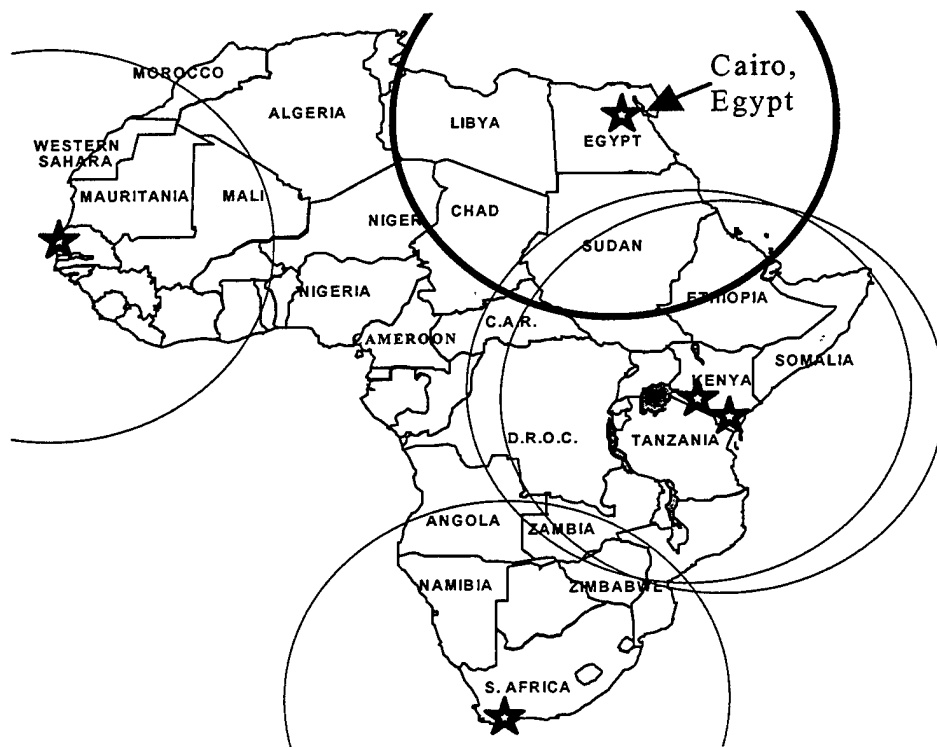 Cairo,
Egypt
MOROCCO
ALGERIA
LIBYA
EGYPT
WESTERN
SAHARA
MAURITANIA
MALI
NIGER
CHAD
SUDAN
NIGERIA
ETHIOPIA
C.A.R.
CAMEROON
SOMALIA
KENYA
D.R.O.C.
TANZANIA
ANGOLA
ZAMBIA
NAMIBIA
ZIMBABWE
S. AFRICA